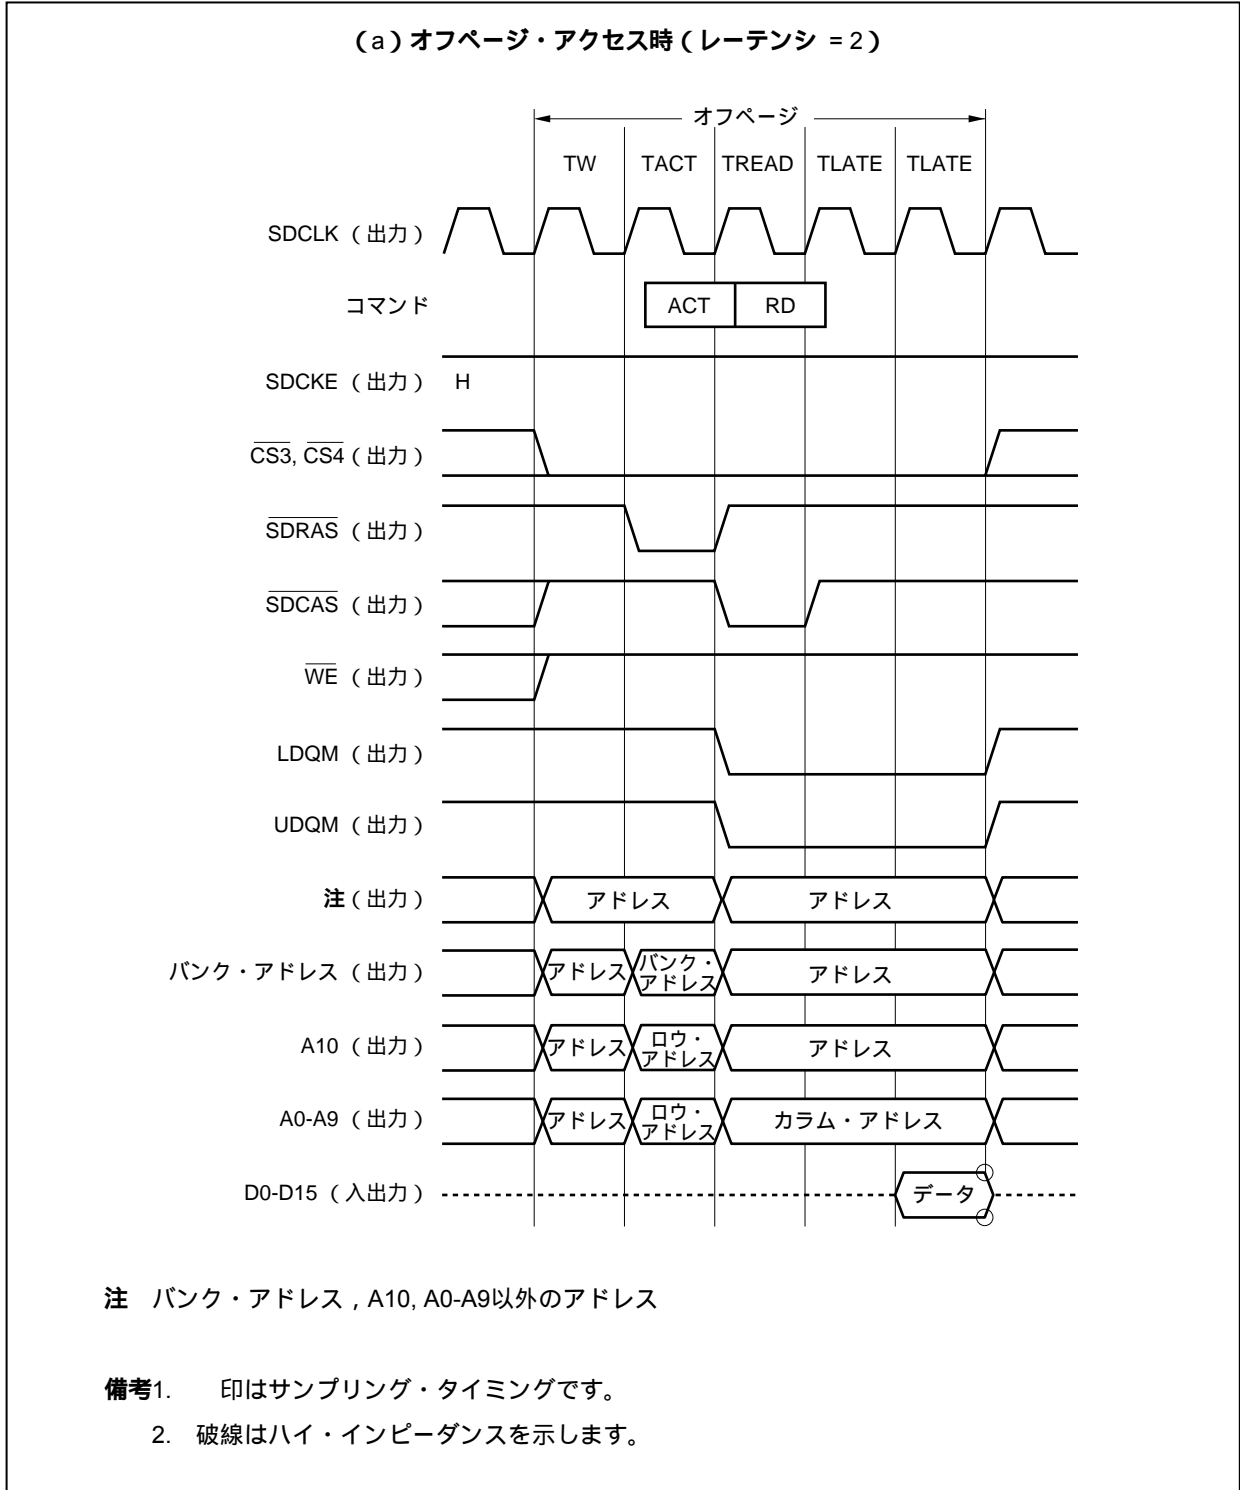 （a）オフページ・アクセス時（レーテンシ = 2）
オフページ
TW TACT TREAD TLATE TLATE
SDCLK（出力）
コマンド ACT RD
SDCKE（出力） H
CS3, CS4（出力）
SDRAS（出力）
SDCAS（出力）
WE（出力）
LDQM（出力）
UDQM（出力）
注（出力） アドレス アドレス
バンク・アドレス（出力） アドレス バンク・アドレス アドレス
A10（出力） アドレス ロウ・アドレス アドレス
A0-A9（出力） アドレス ロウ・アドレス カラム・アドレス
D0-D15（入出力） データ
注 バンク・アドレス，A10, A0-A9以外のアドレス
備考1. 印はサンプリング・タイミングです。
2. 破線はハイ・インピーダンスを示します。